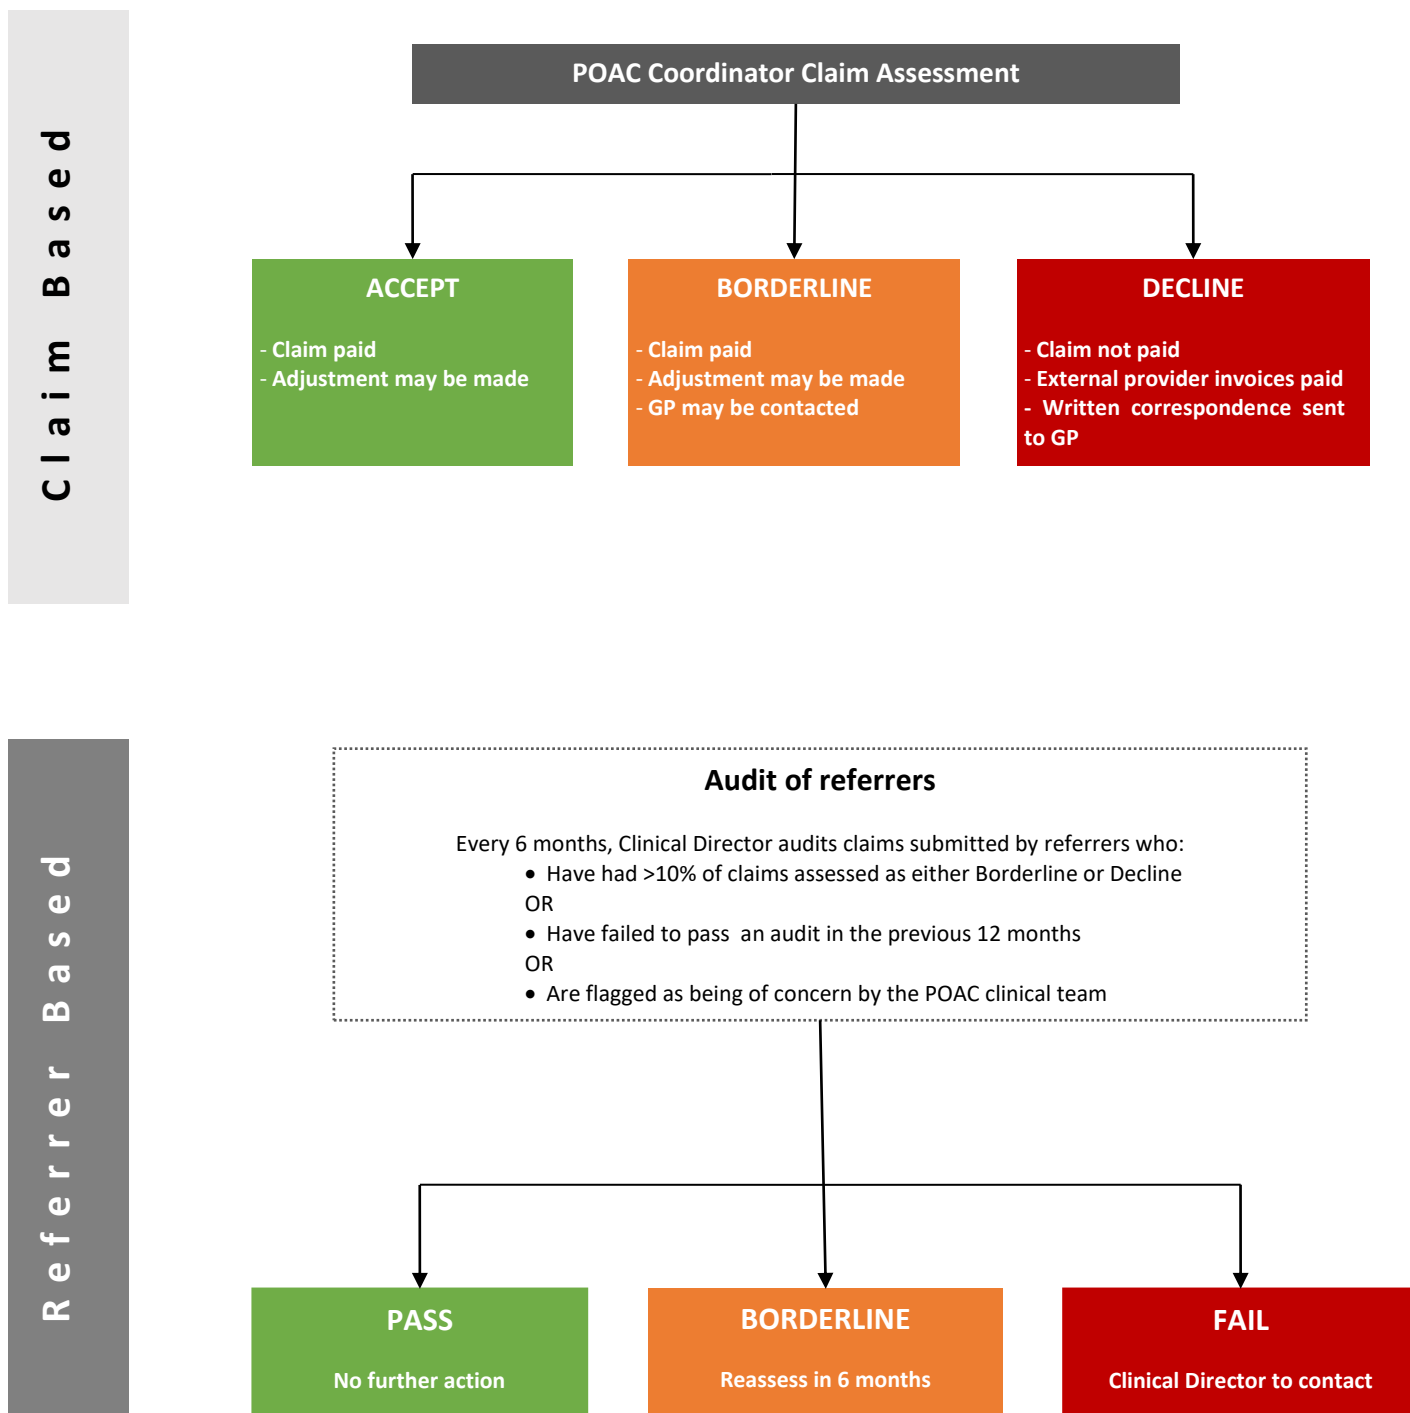 Claim Based
POAC Coordinator Claim Assessment
ACCEPT
- Claim paid
- Adjustment may be made
BORDERLINE
- Claim paid
- Adjustment may be made
- GP may be contacted
DECLINE
- Claim not paid
- External provider invoices paid
- Written correspondence sent
to GP
Referrer Based
Audit of referrers
Every 6 months, Clinical Director audits claims submitted by referrers who:
• Have had >10% of claims assessed as either Borderline or Decline
OR
• Have failed to pass an audit in the previous 12 months
OR
• Are flagged as being of concern by the POAC clinical team
PASS
No further action
BORDERLINE
Reassess in 6 months
FAIL
Clinical Director to contact